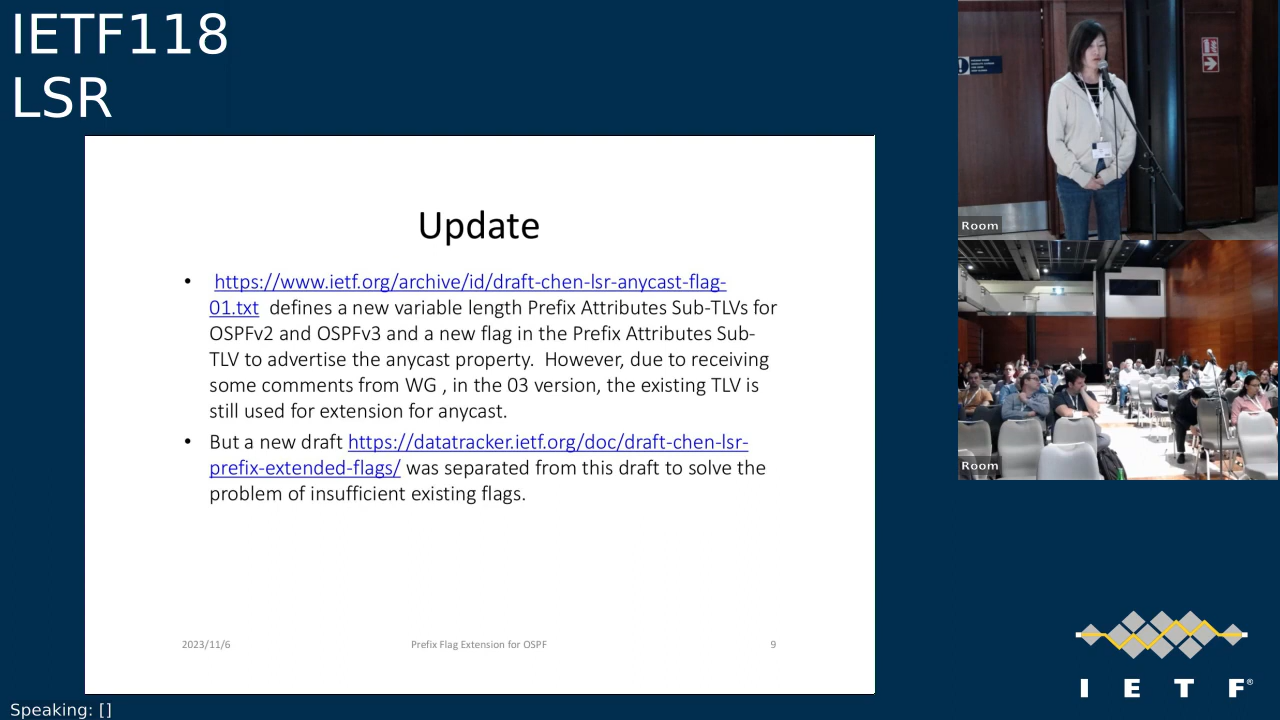 IETF118
LSR
Update
• https://www.ietf.org/archive/id/draft-chen-lsr-anycast-flag-
01.txt defines a new variable length Prefix Attributes Sub-TLVs for
OSPFv2 and OSPFv3 and a new flag in the Prefix Attributes Sub-
TLV to advertise the anycast property. However, due to receiving
some comments from WG , in the 03 version, the existing TLV is
still used for extension for anycast.
• But a new draft https://datatracker.ietf.org/doc/draft-chen-lsr-
prefix-extended-flags/ was separated from this draft to solve the
problem of insufficient existing flags.
2023/11/6
Prefix Flag Extension for OSPF
9
Room
Room
I E T F®
Speaking: []